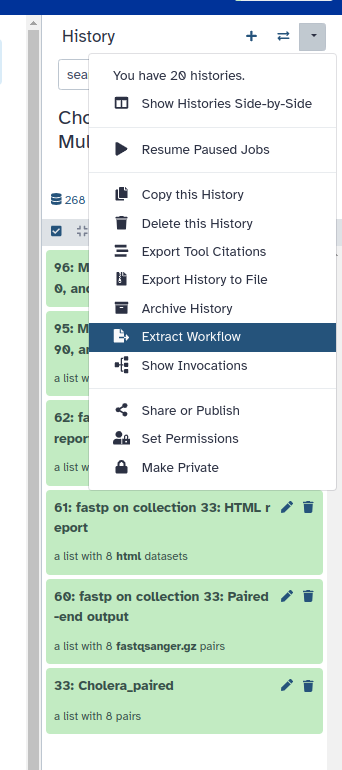 History
sea
You have 20 histories.
Show Histories Side-by-Side
Cho
Mul
Resume Paused Jobs
268
Copy this History
Delete this History
Export Tool Citations
Export History to File
Archive History
Extract Workflow
Show Invocations
Share or Publish
Set Permissions
Make Private
96: M
0, and
95: M
90, ar
a list w
62: fa
repor
a list w
61: fastp on collection 33: HTML r
eport
a list with 8 html datasets
60: fastp on collection 33: Paired
-end output
a list with 8 fastqsanger.gz pairs
33: Cholera_paired
a list with 8 pairs